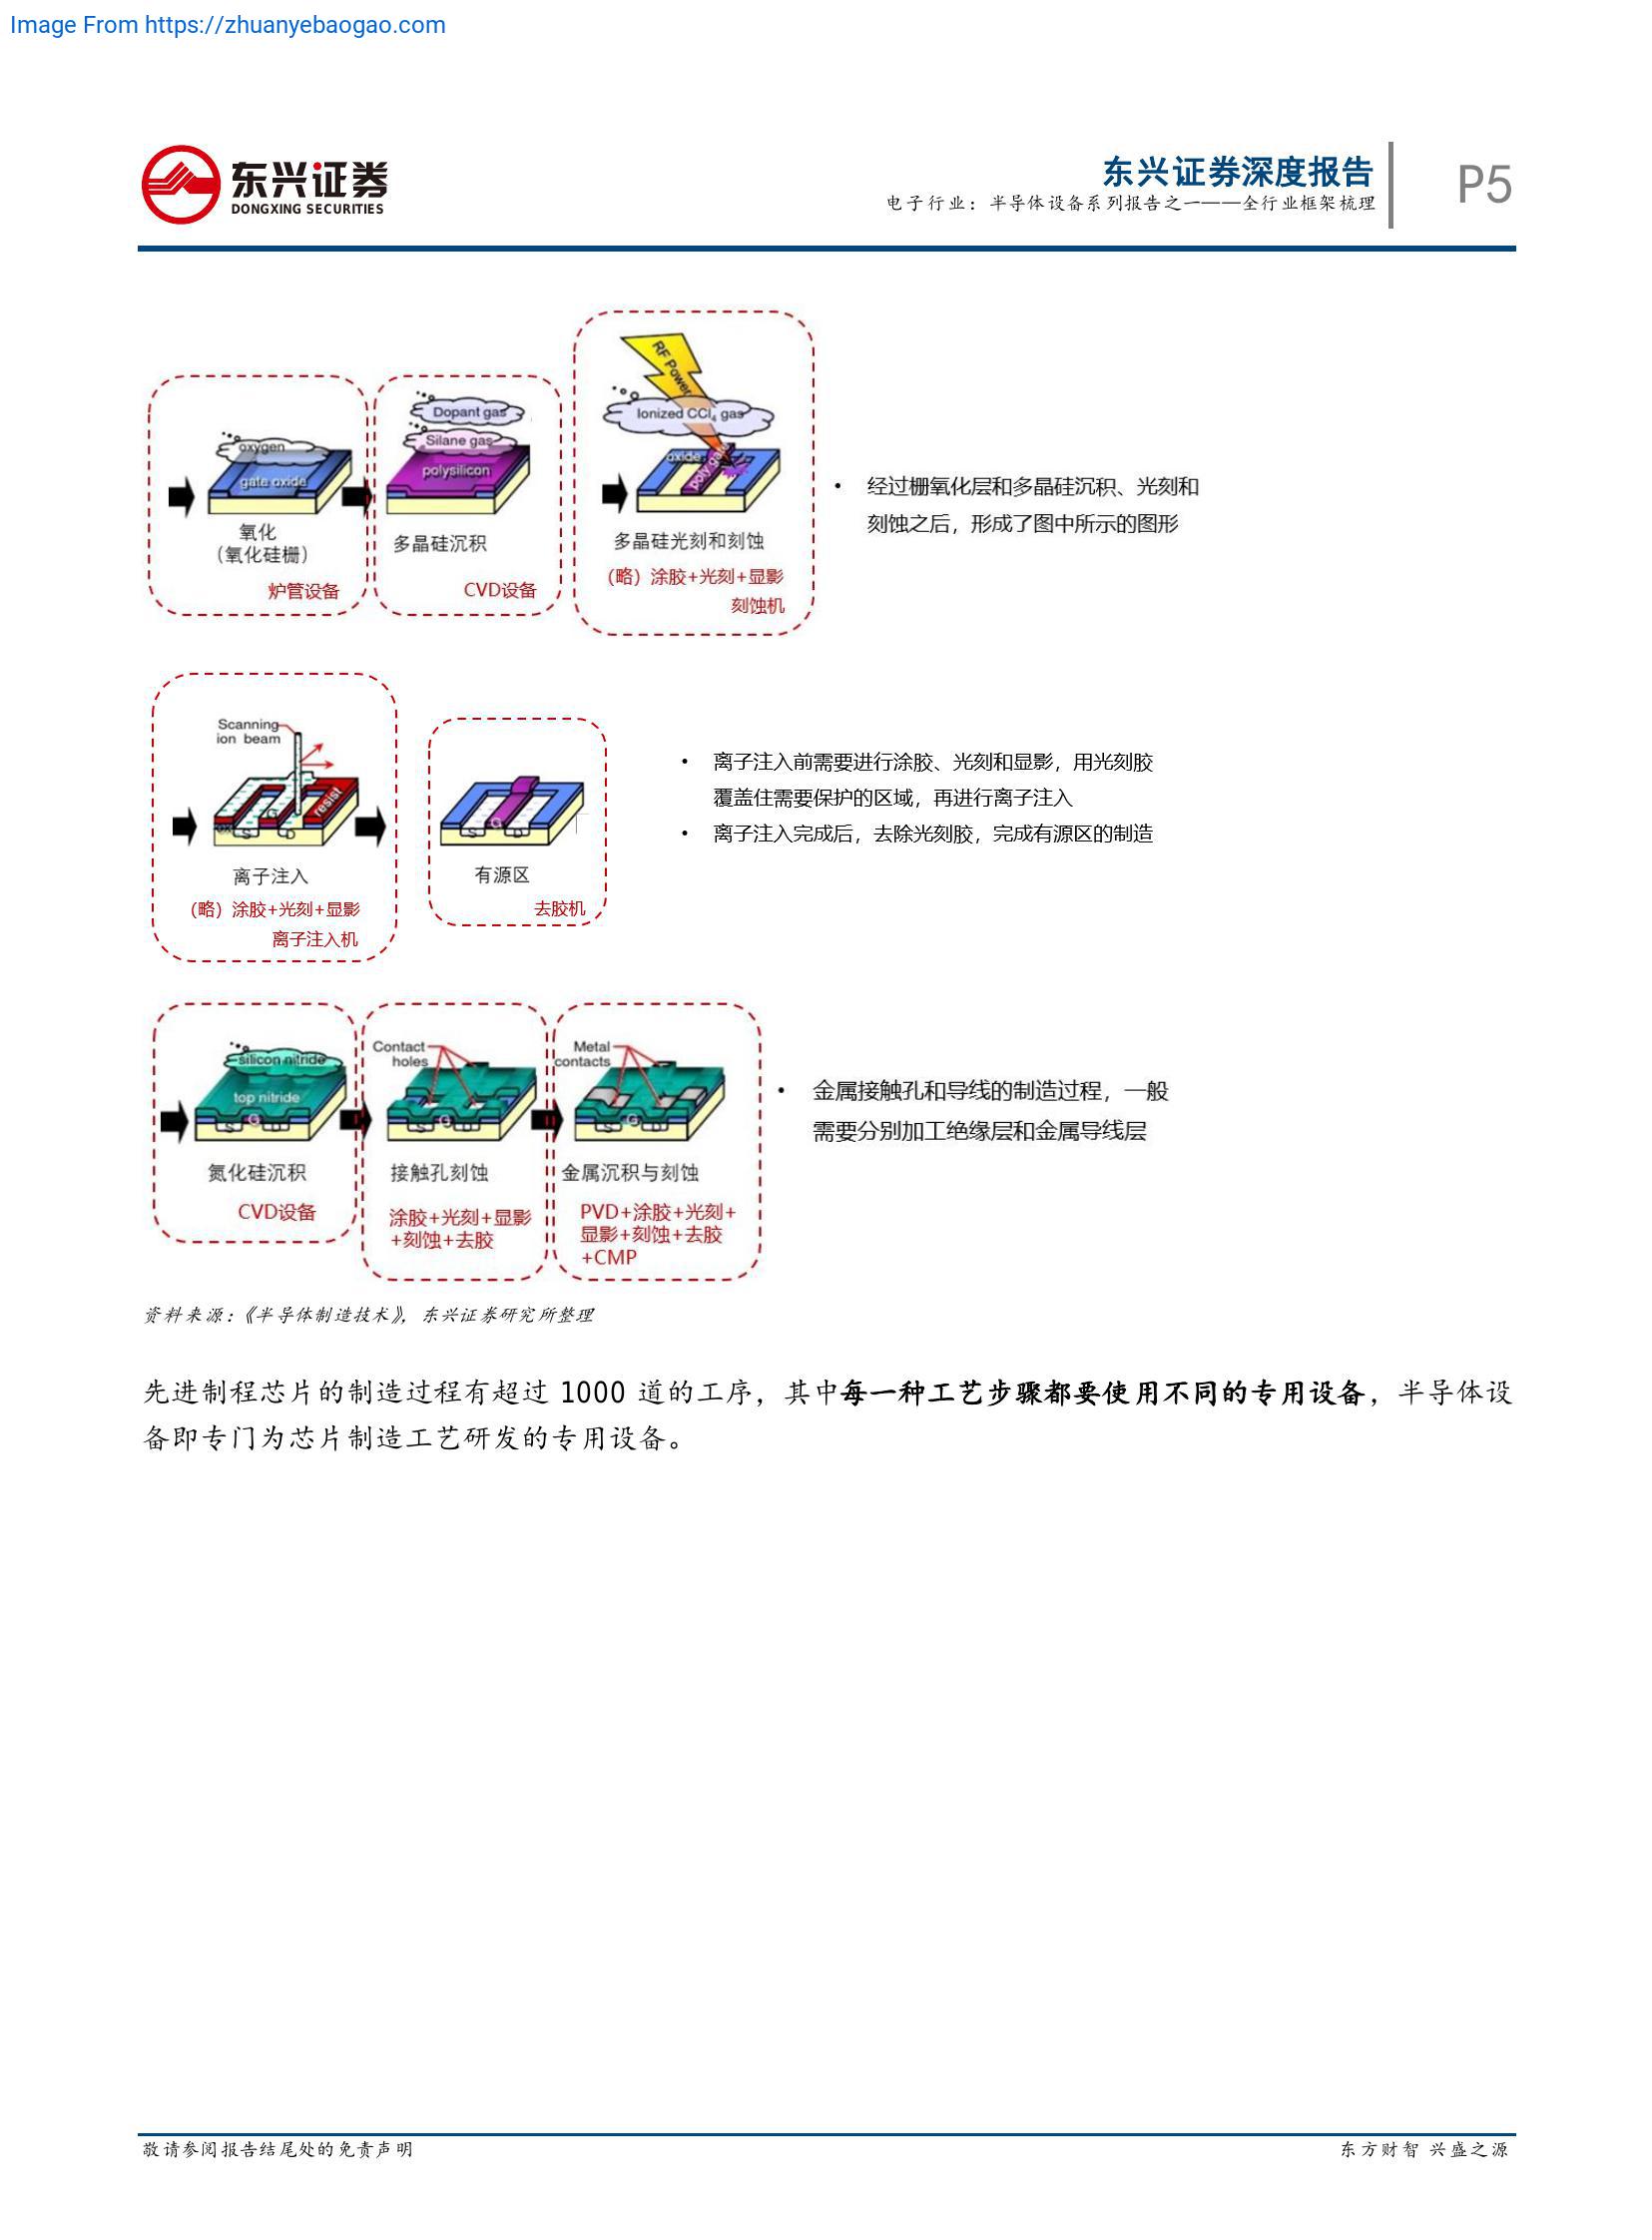 Image From https://zhuanyebaogao.com
东兴证券
DONGXING SECURITIES
东兴证券深度报告
电子行业：半导体设备系列报告之一——全行业框架梳理
P5
oxygen
gate oxide
氧化
（氧化硅栅）
炉管设备
Dopant gas
Silane gas
polysilicon
多晶硅沉积
CVD设备
RF Power
Ionized CCl4 gas
oxide
poly gate
多晶硅光刻和刻蚀
（略）涂胶+光刻+显影
刻蚀机
• 经过栅氧化层和多晶硅沉积、光刻和
刻蚀之后，形成了图中所示的图形
Scanning
ion beam
resist
ox
S G D
离子注入
（略）涂胶+光刻+显影
离子注入机
S G D
有源区
去胶机
• 离子注入前需要进行涂胶、光刻和显影，用光刻胶
覆盖住需要保护的区域，再进行离子注入
• 离子注入完成后，去除光刻胶，完成有源区的制造
silicon nitride
top nitride
S G D
氮化硅沉积
CVD设备
Contact
holes
S G D
接触孔刻蚀
涂胶+光刻+显影
+刻蚀+去胶
Metal
contacts
S G D
金属沉积与刻蚀
PVD+涂胶+光刻+
显影+刻蚀+去胶
+CMP
• 金属接触孔和导线的制造过程，一般
需要分别加工绝缘层和金属导线层
资料来源：《半导体制造技术》，东兴证券研究所整理
先进制程芯片的制造过程有超过 1000 道的工序，其中每一种工艺步骤都要使用不同的专用设备，半导体设
备即专门为芯片制造工艺研发的专用设备。
敬请参阅报告结尾处的免责声明
东方财智 兴盛之源